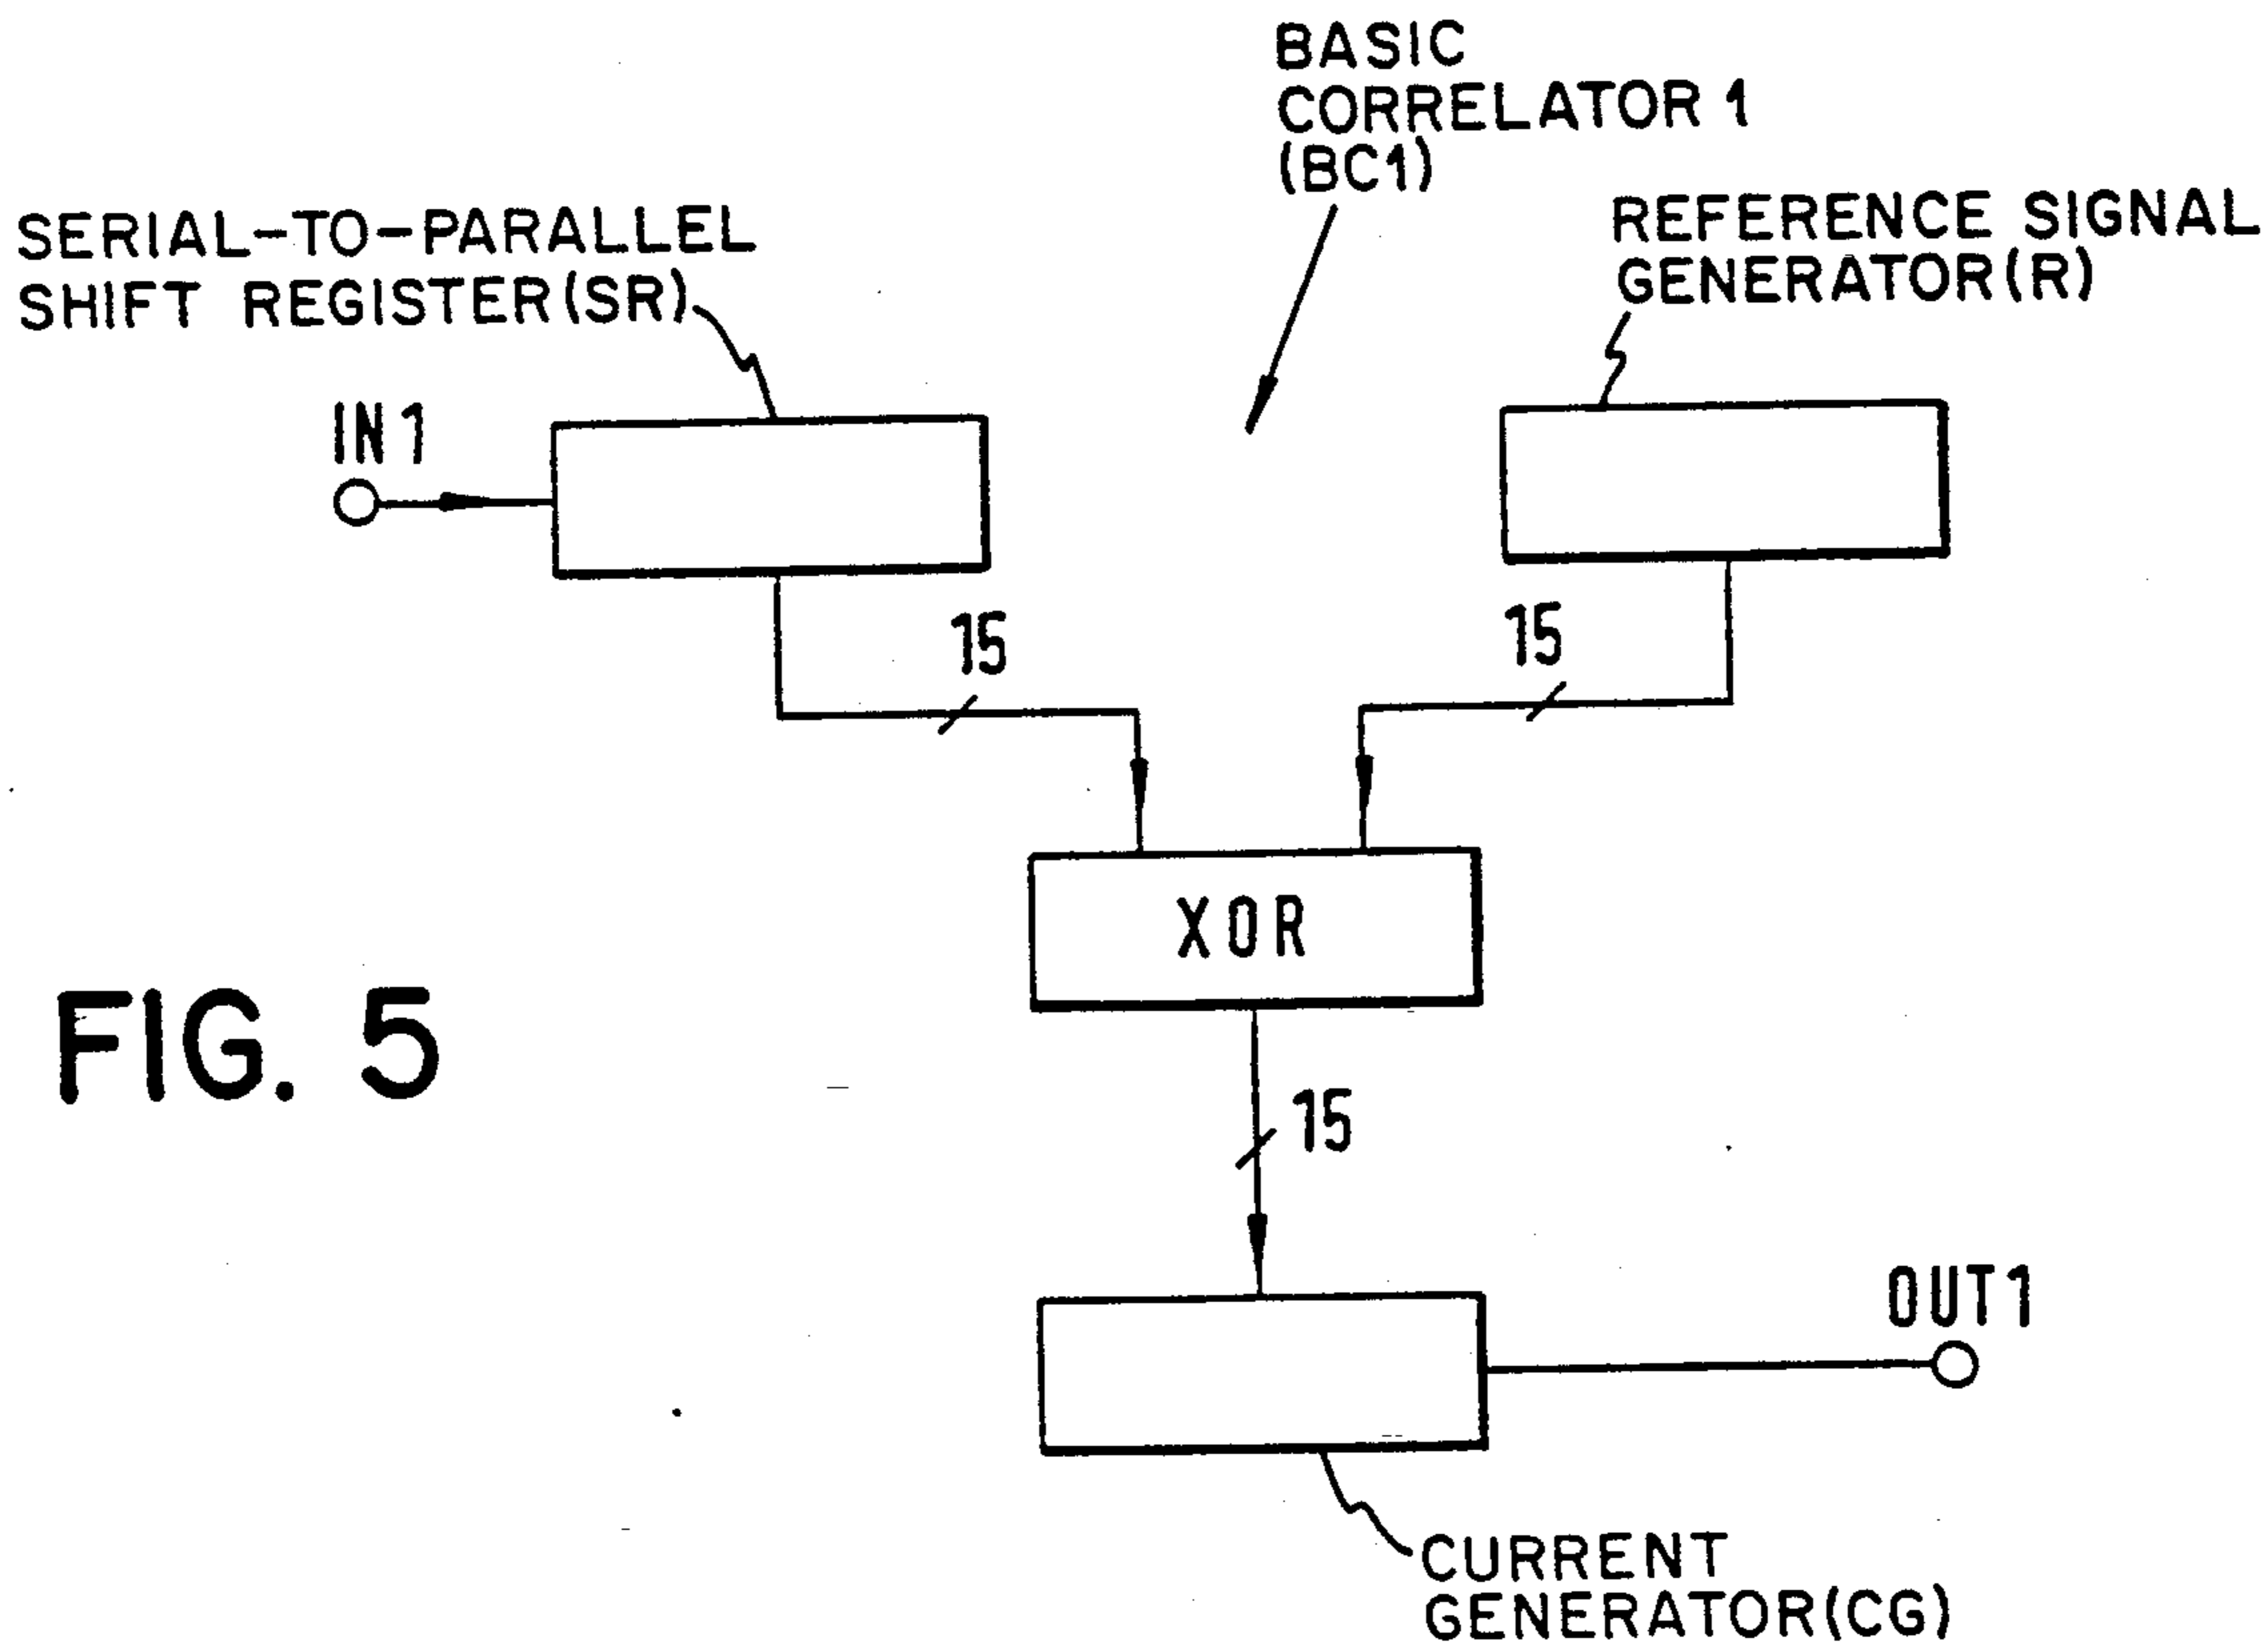 BASIC
CORRELATOR 1
(BC1)
SERIAL-TO-PARALLEL
SHIFT REGISTER(SR)
REFERENCE SIGNAL
GENERATOR(R)
IN1
15
15
XOR
FIG. 5
15
OUT1
CURRENT
GENERATOR(CG)